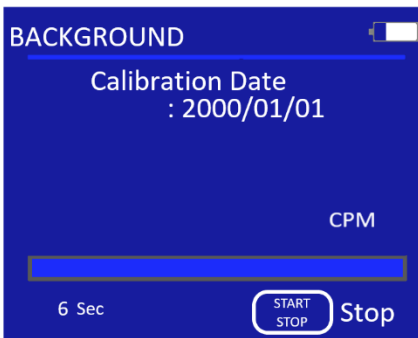 BACKGROUND
Calibration Date
: 2000/01/01
CPM
6 Sec
START
STOP
Stop